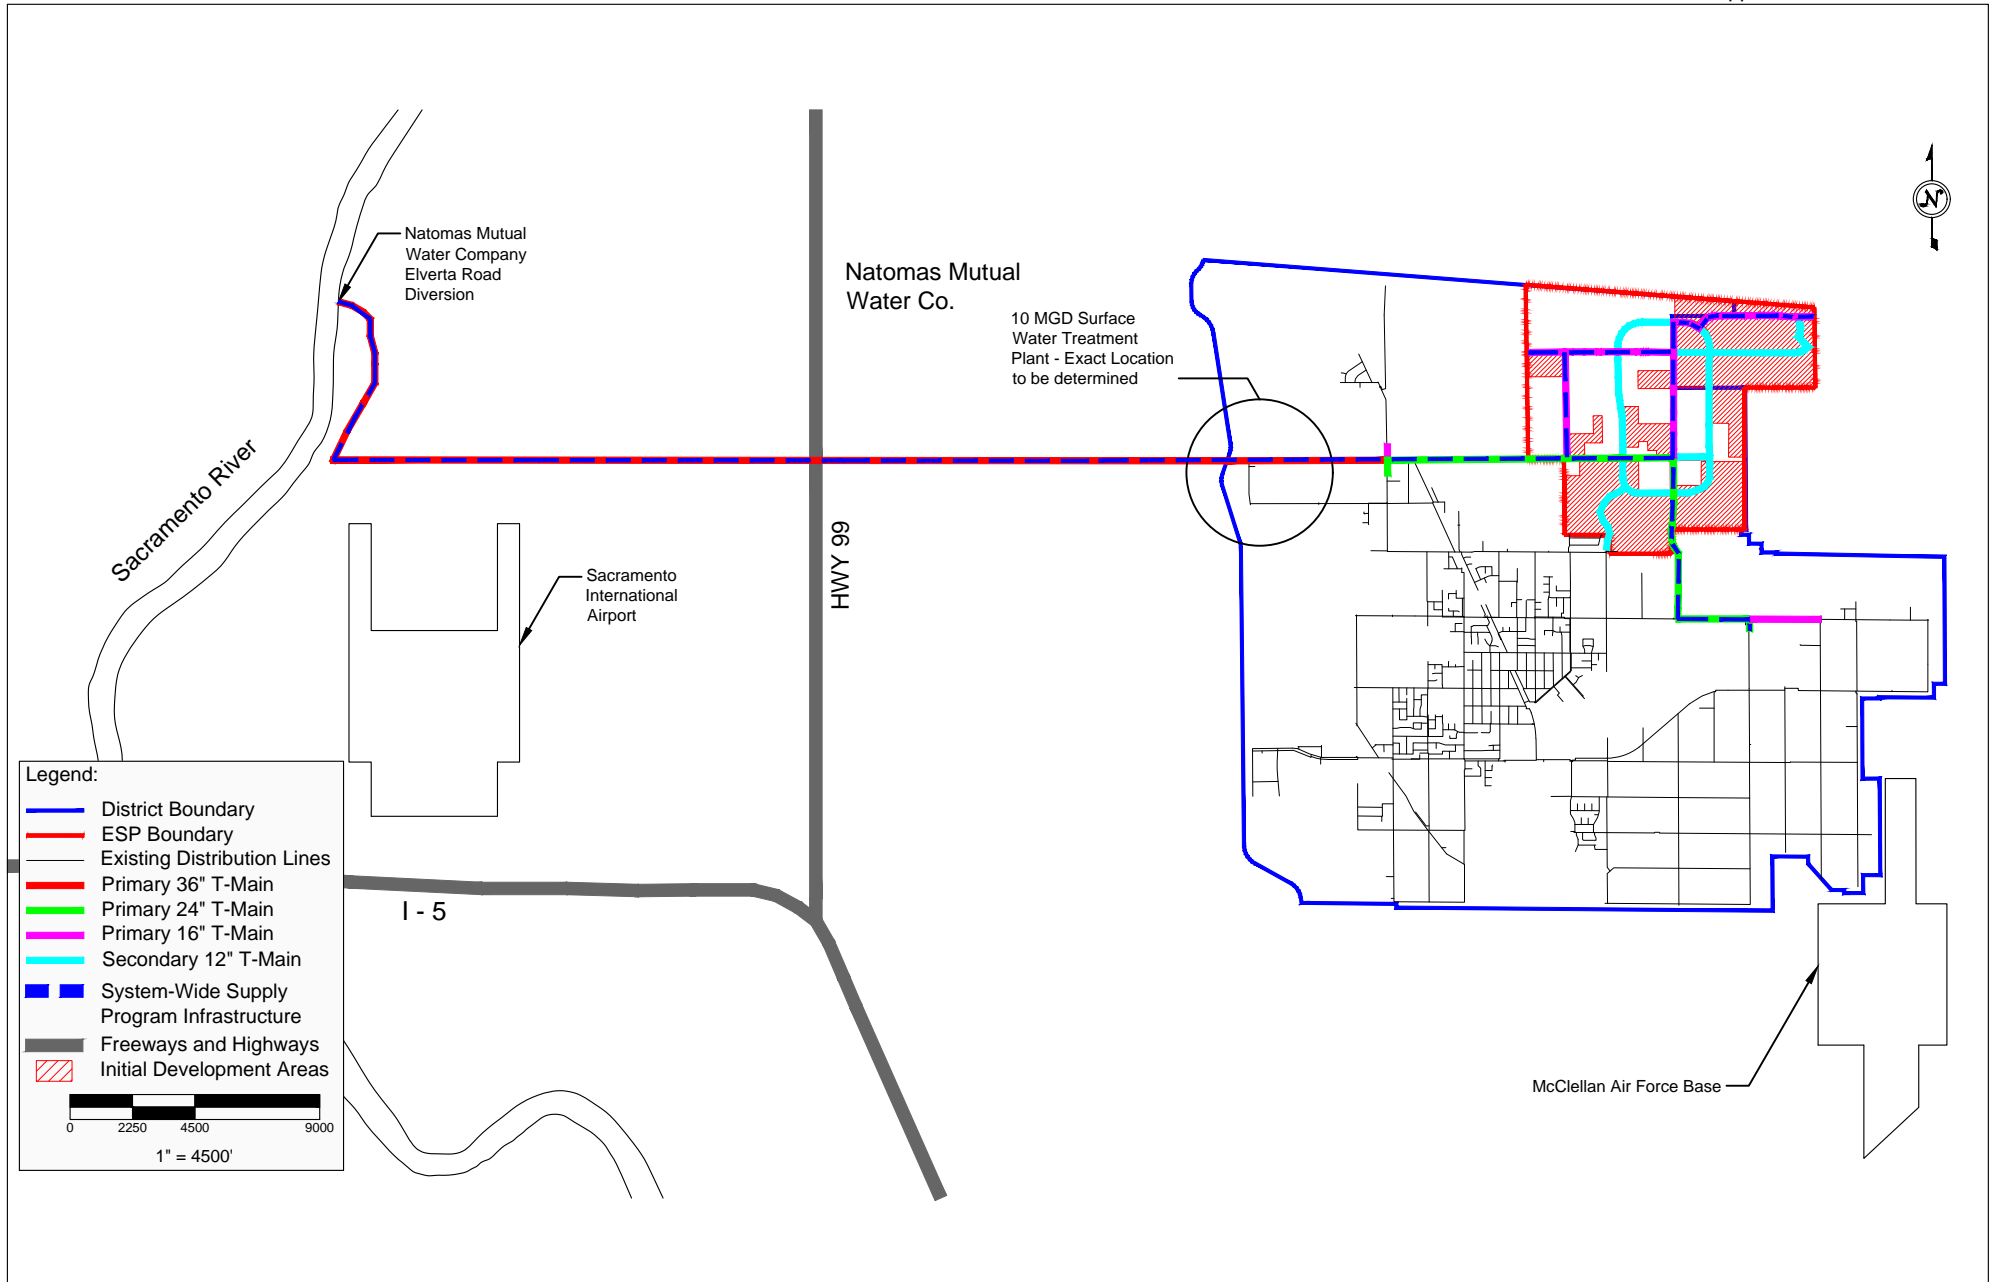 Natomas Mutual
Water Company
Elverta Road
Diversion
Natomas Mutual
Water Co.
10 MGD Surface
Water Treatment
Plant - Exact Location
to be determined
N
Sacramento River
HWY 99
Sacramento
International
Airport
I - 5
McClellan Air Force Base
Legend:
District Boundary
ESP Boundary
Existing Distribution Lines
Primary 36" T-Main
Primary 24" T-Main
Primary 16" T-Main
Secondary 12" T-Main
System-Wide Supply
Program Infrastructure
Freeways and Highways
Initial Development Areas
0 2250 4500 9000
1" = 4500'